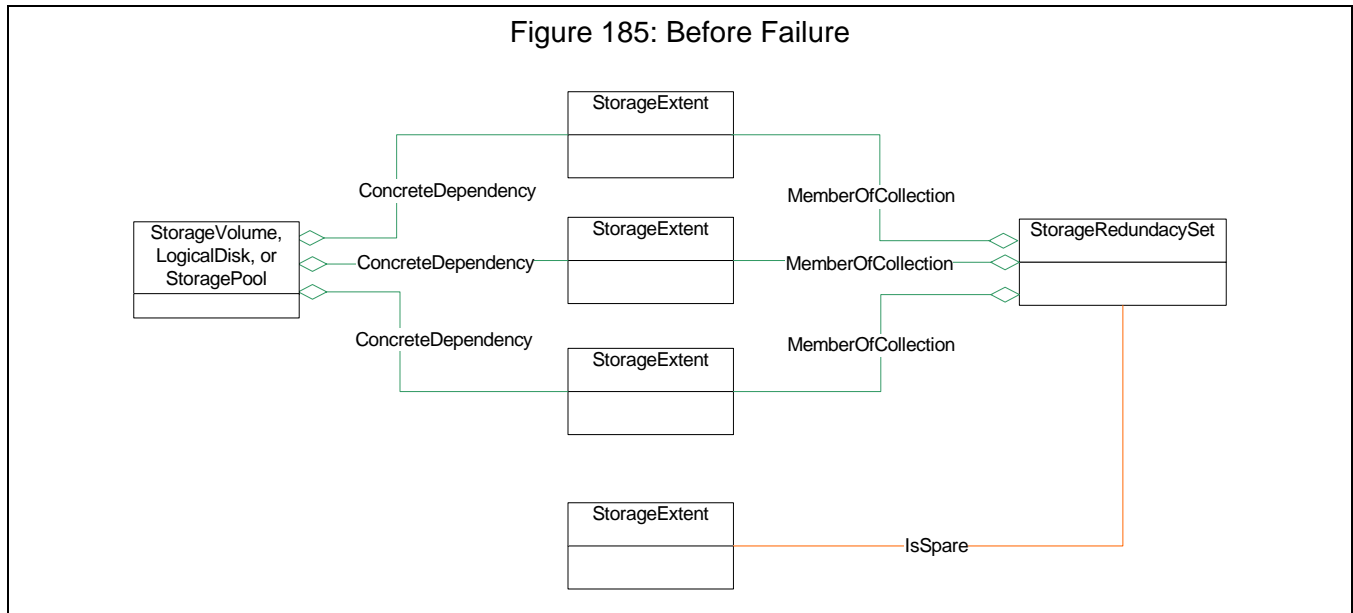 Figure 185: Before Failure
StorageExtent
ConcreteDependency
MemberOfCollection
StorageVolume,
LogicalDisk, or
StoragePool
StorageExtent
StorageRedundacySet
ConcreteDependency
MemberOfCollection
ConcreteDependency
MemberOfCollection
StorageExtent
StorageExtent
IsSpare